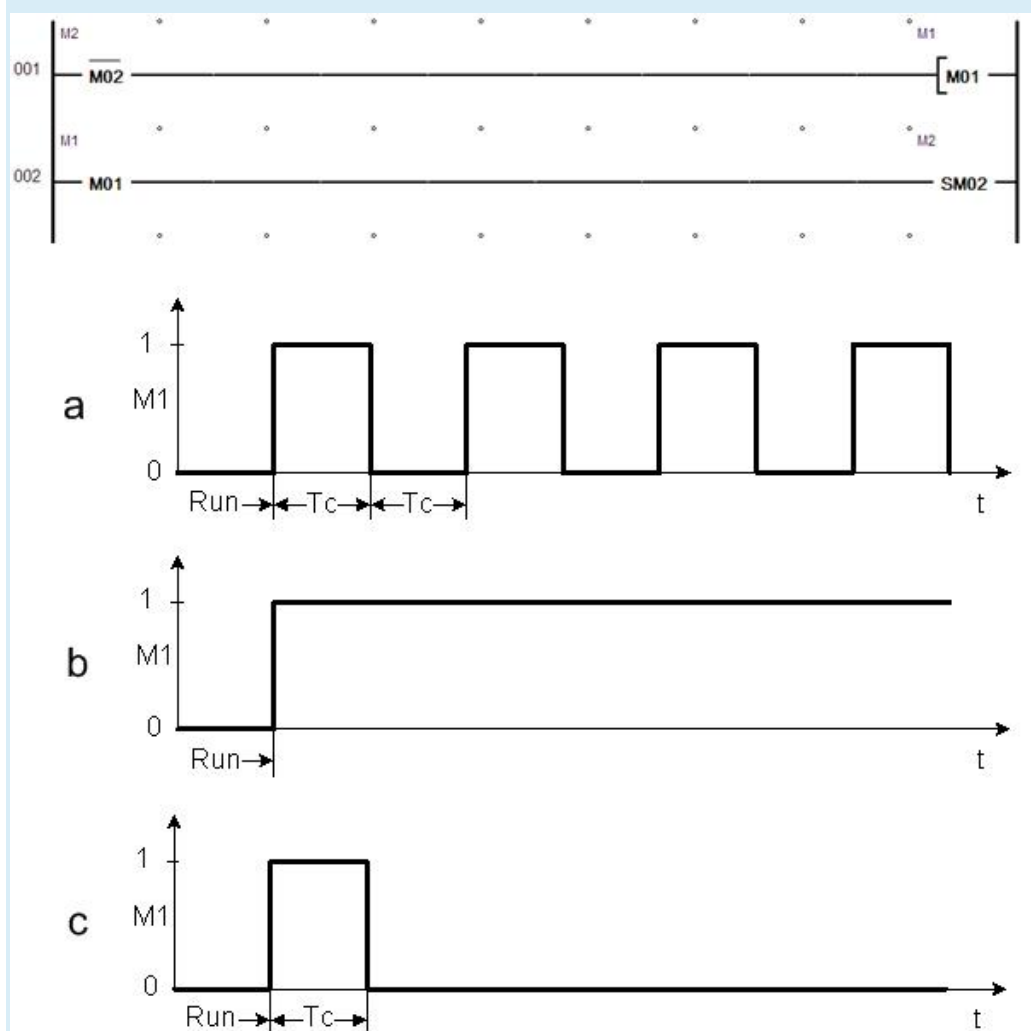 M2 M1
001 M02 M01
M1 M2
002 M01 SM02
1
a M1
0
Run Tc Tc t
1
b M1
0
Run t
1
c M1
0
Run Tc t